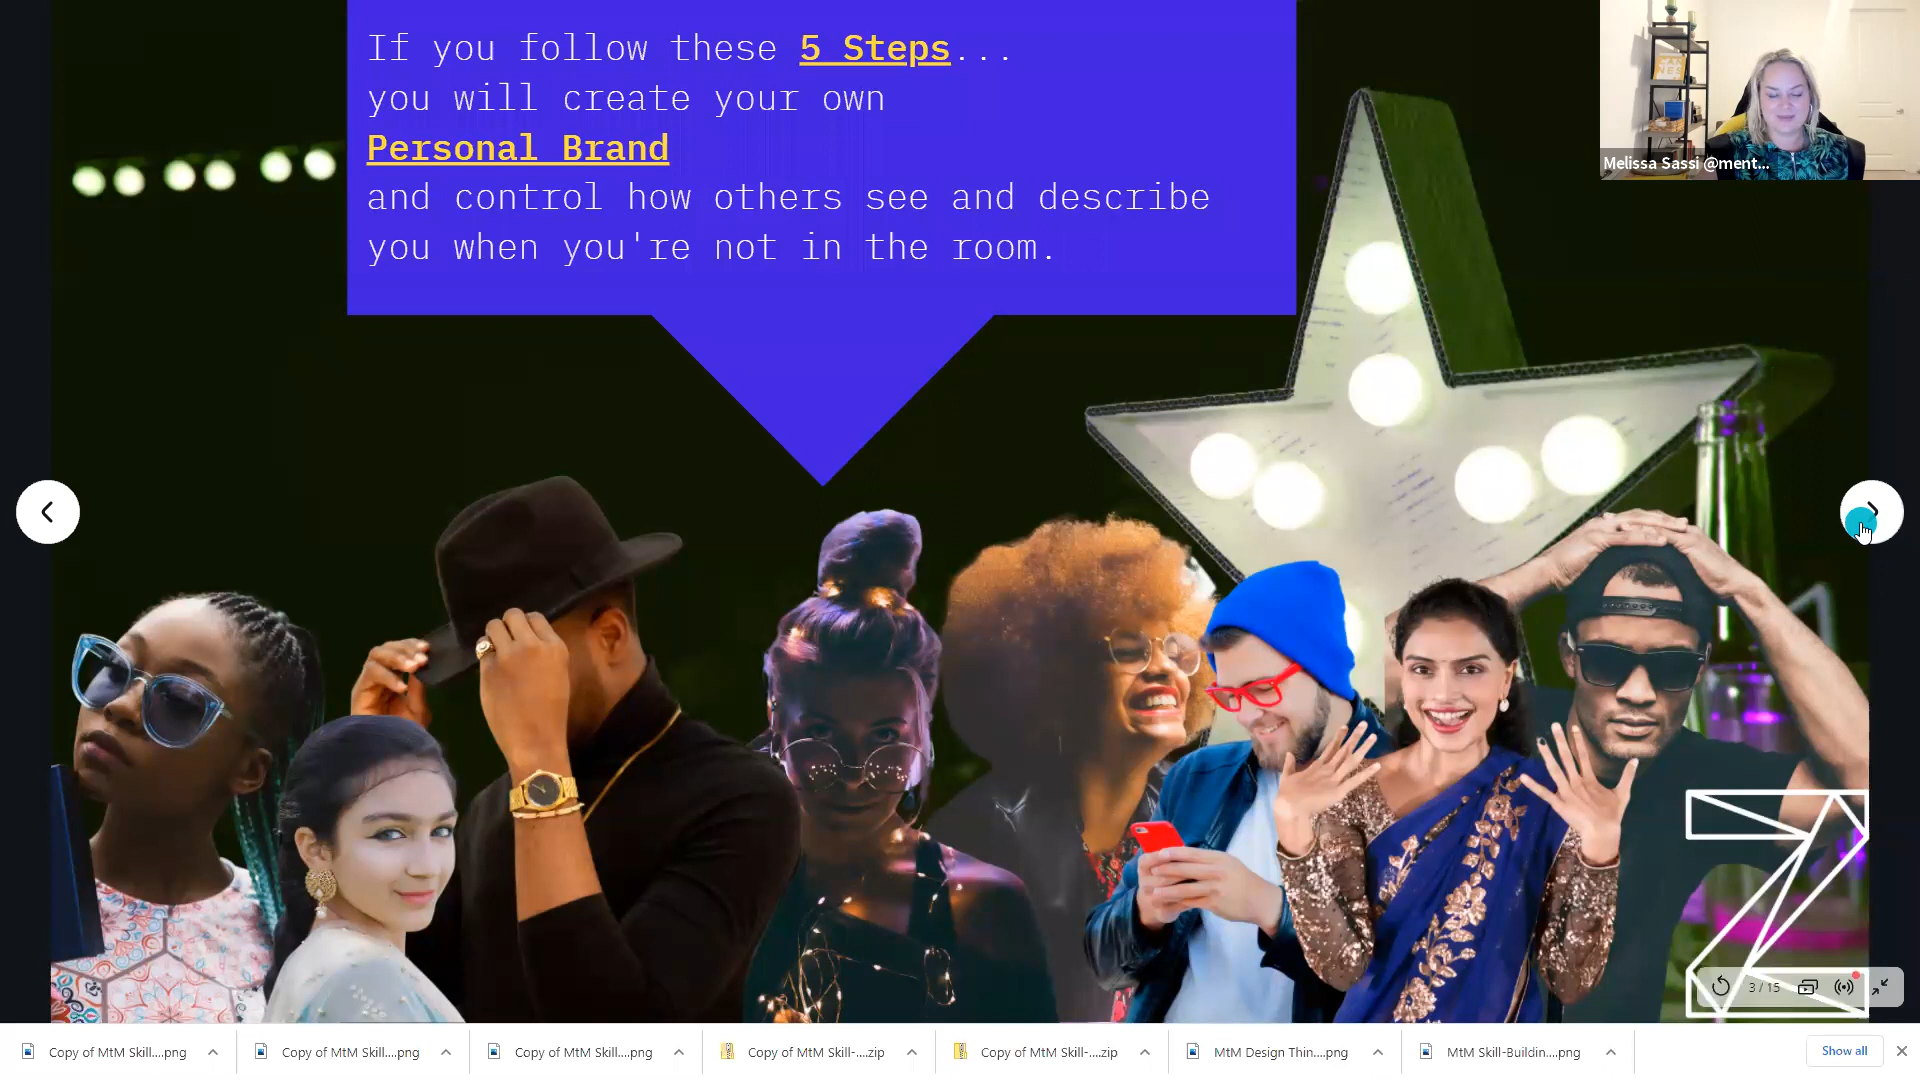 If you follow these 5 Steps...
you will create your own
Personal Brand
and control how others see and describe
you when you're not in the room.
Melissa Sassi @ment...
3 / 15
Copy of MtM Skill....png
Copy of MtM Skill....png
Copy of MtM Skill....png
Copy of MtM Skill-....zip
Copy of MtM Skill-....zip
MtM Design Thin....png
MtM Skill-Buildin....png
Show all